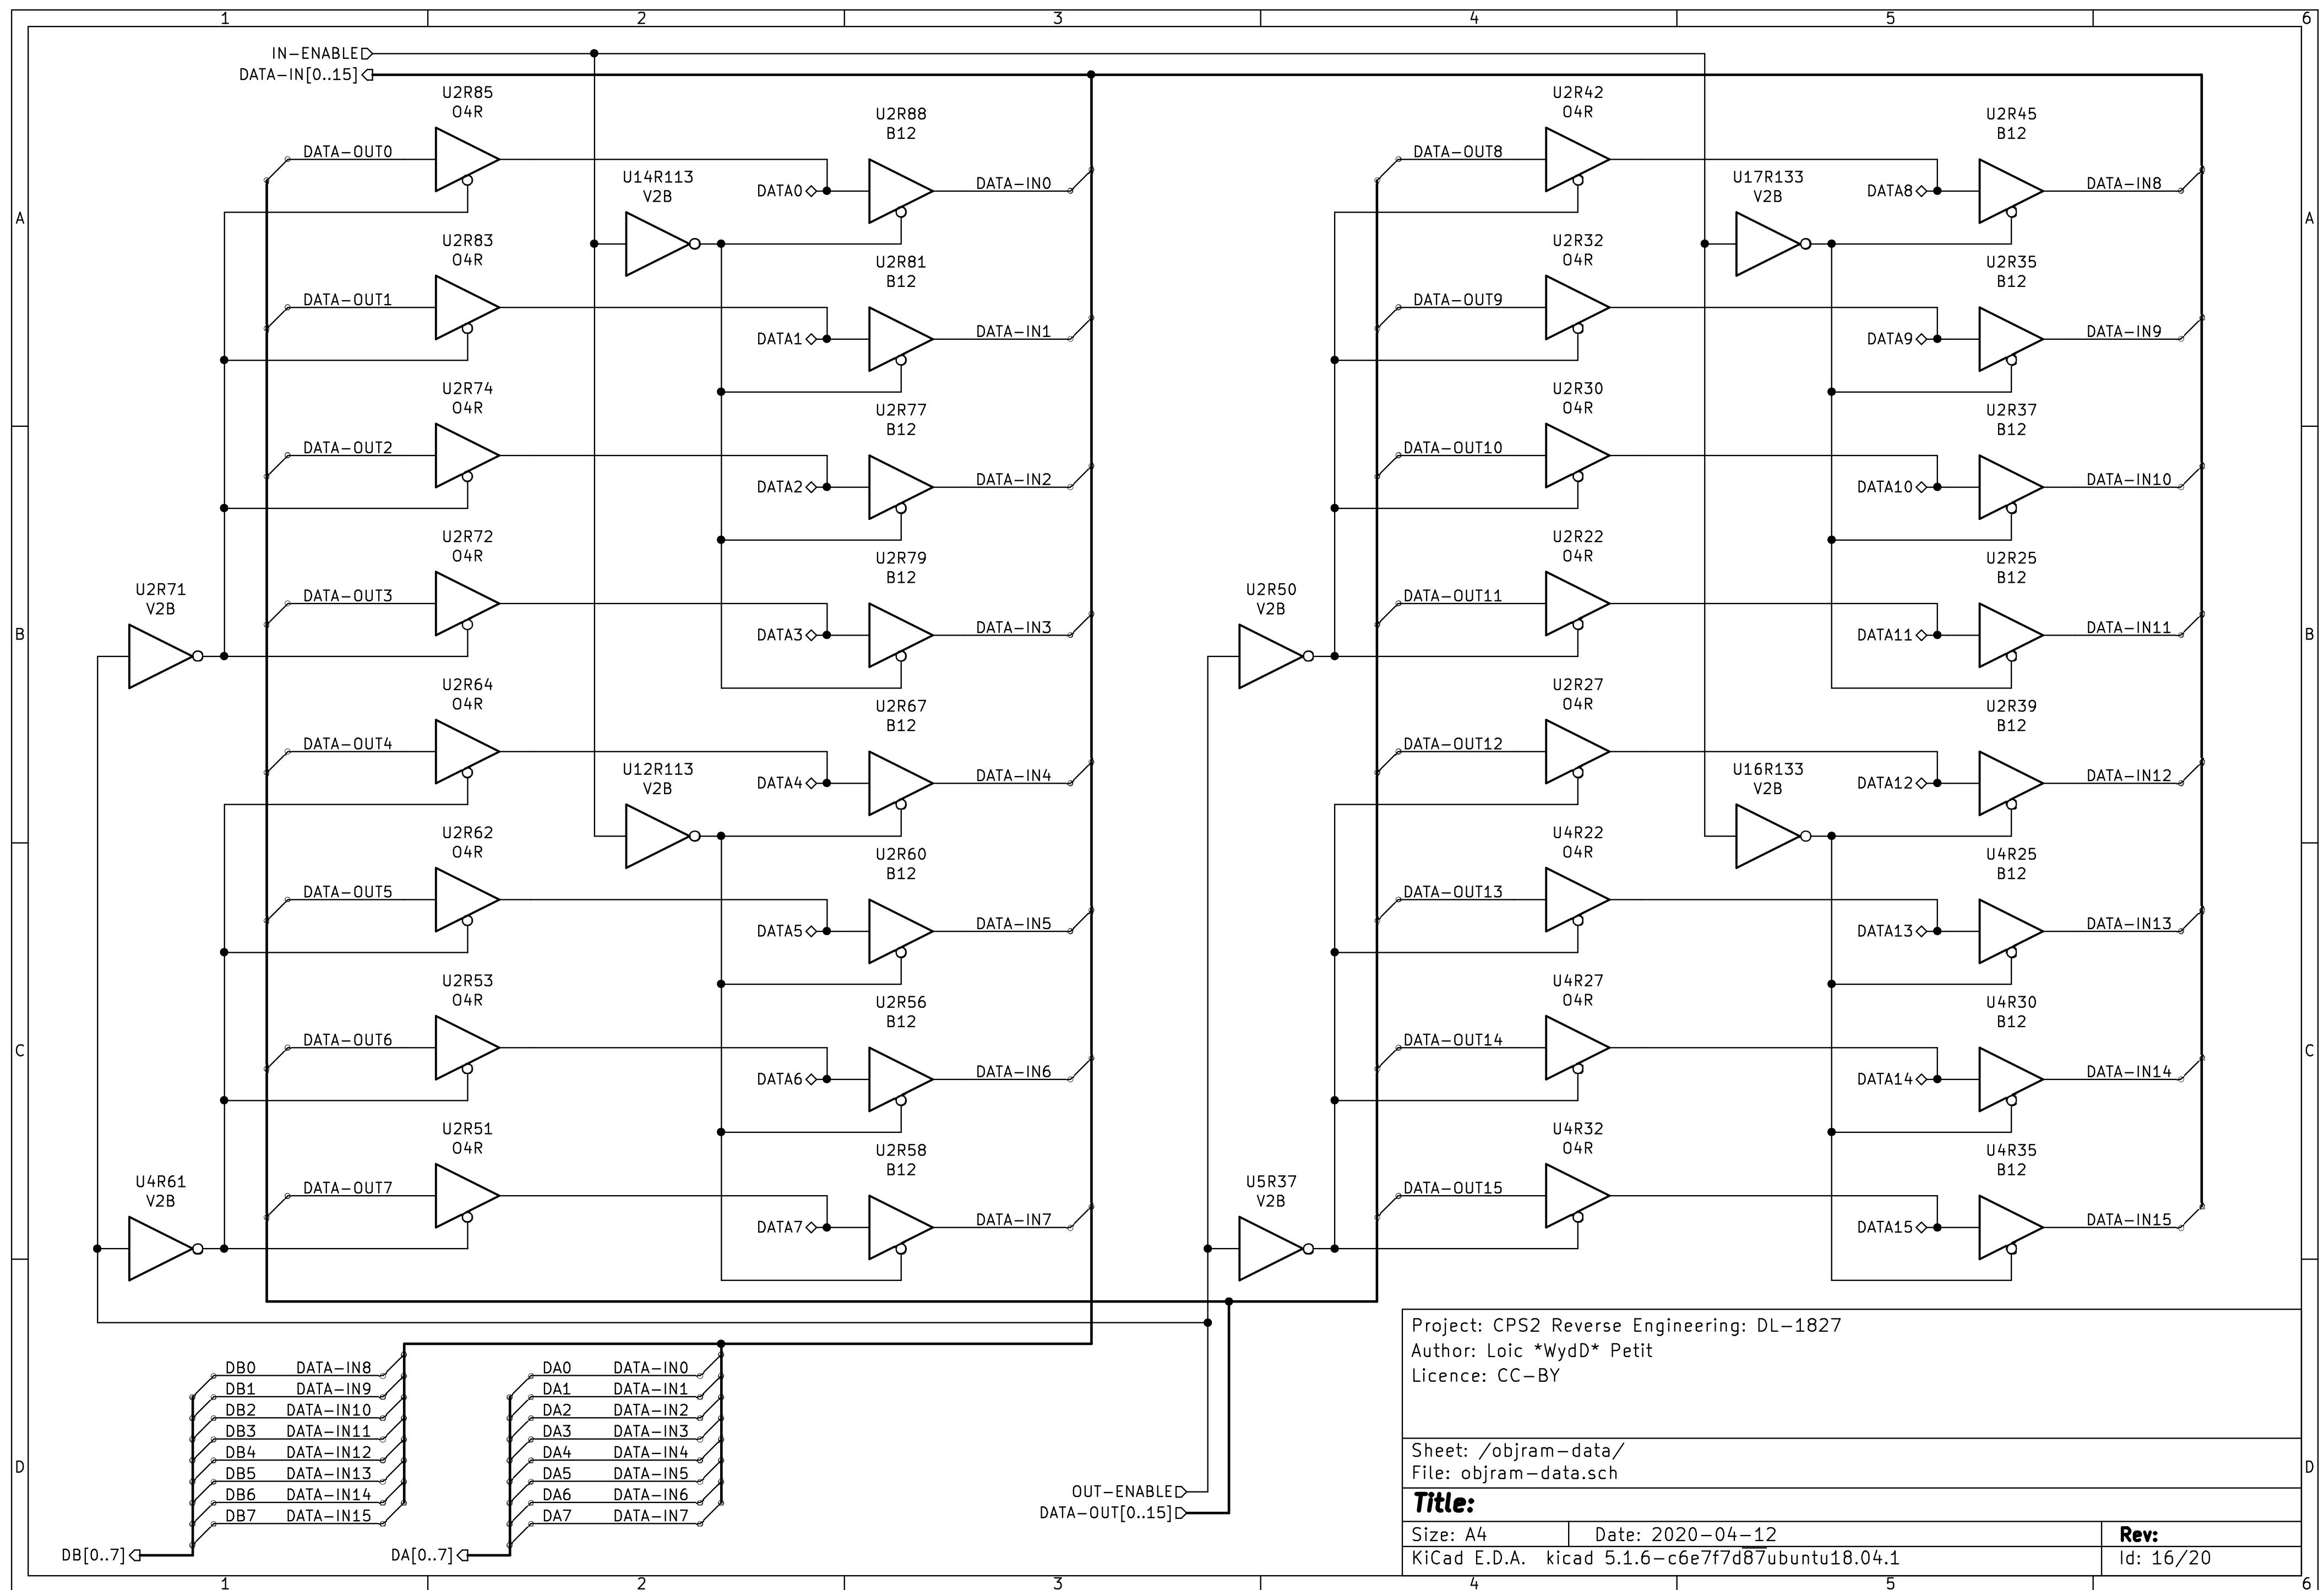 1 2 3 4 5 6
IN-ENABLE
DATA-IN[0..15]
U2R85
O4R
U2R42
O4R
U2R88
B12
U2R45
B12
DATA-OUT0
DATA-OUT8
U14R113
V2B
U17R133
V2B
DATA0
DATA-IN0
DATA8
DATA-IN8
A
A
U2R83
O4R
U2R32
O4R
U2R81
B12
U2R35
B12
DATA-OUT1
DATA-OUT9
DATA1
DATA-IN1
DATA9
DATA-IN9
U2R74
O4R
U2R30
O4R
U2R77
B12
U2R37
B12
DATA-OUT2
DATA-OUT10
DATA2
DATA-IN2
DATA10
DATA-IN10
U2R72
O4R
U2R22
O4R
U2R79
B12
U2R25
B12
U2R71
V2B
U2R50
V2B
DATA-OUT3
DATA-OUT11
DATA3
DATA-IN3
DATA11
DATA-IN11
B
B
U2R64
O4R
U2R27
O4R
U2R67
B12
U2R39
B12
DATA-OUT4
DATA-OUT12
U12R113
V2B
U16R133
V2B
DATA4
DATA-IN4
DATA12
DATA-IN12
U2R62
O4R
U4R22
O4R
U2R60
B12
U4R25
B12
DATA-OUT5
DATA-OUT13
DATA5
DATA-IN5
DATA13
DATA-IN13
U2R53
O4R
U4R27
O4R
U2R56
B12
U4R30
B12
DATA-OUT6
DATA-OUT14
C
C
DATA6
DATA-IN6
DATA14
DATA-IN14
U2R51
O4R
U4R32
O4R
U2R58
B12
U4R35
B12
U4R61
V2B
U5R37
V2B
DATA-OUT7
DATA-OUT15
DATA7
DATA-IN7
DATA15
DATA-IN15
DB0 DATA-IN8
DB1 DATA-IN9
DB2 DATA-IN10
DB3 DATA-IN11
DB4 DATA-IN12
DB5 DATA-IN13
DB6 DATA-IN14
DB7 DATA-IN15
DB[0..7]
DA0 DATA-IN0
DA1 DATA-IN1
DA2 DATA-IN2
DA3 DATA-IN3
DA4 DATA-IN4
DA5 DATA-IN5
DA6 DATA-IN6
DA7 DATA-IN7
DA[0..7]
OUT-ENABLE
DATA-OUT[0..15]
D
D
Project: CPS2 Reverse Engineering: DL-1827
Author: Loic *WydD* Petit
Licence: CC-BY
Sheet: /objram-data/
File: objram-data.sch
Title:
Size: A4 Date: 2020-04-12 Rev:
KiCad E.D.A. kicad 5.1.6-c6e7f7d87ubuntu18.04.1 Id: 16/20
1 2 3 4 5 6